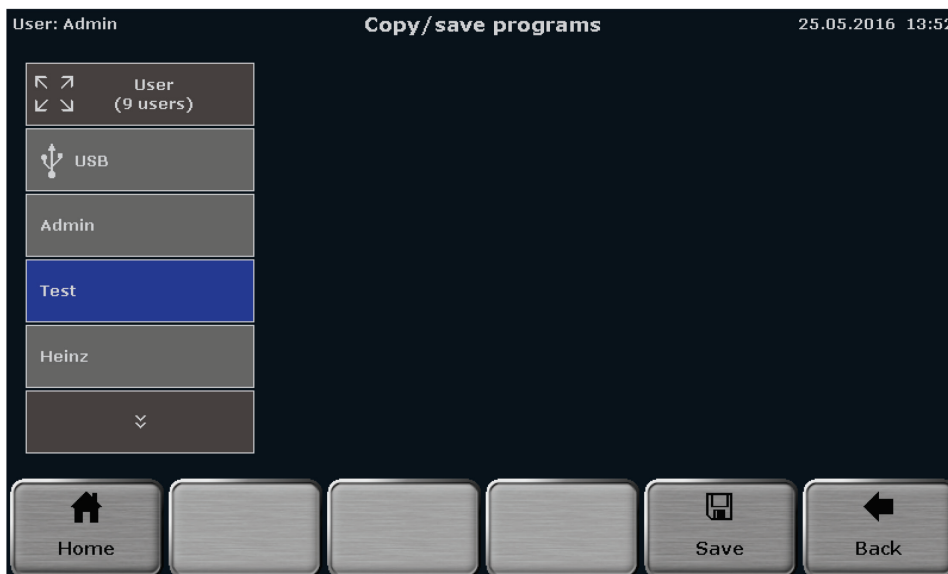 User: Admin
Copy/save programs
25.05.2016 13:52
User
(9 users)
USB
Admin
Test
Heinz
Home
Save
Back